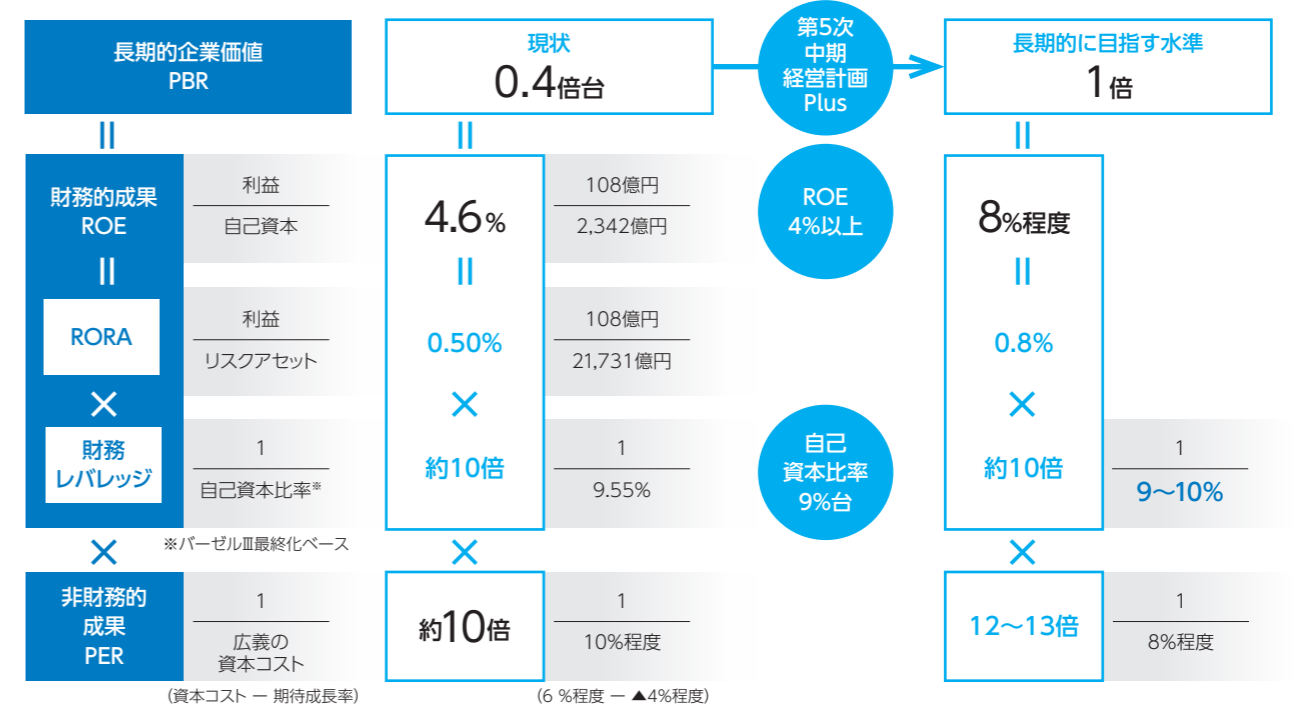 長期的企業価値
PBR
現状
0.4倍台
第5次
中期
経営計画
Plus
長期的に目指す水準
1倍
=
=
=
財務的成果
ROE
利益
自己資本
4.6%
108億円
2,342億円
ROE
4%以上
8%程度
=
=
=
RORA
利益
リスクアセット
0.50%
108億円
21,731億円
0.8%
×
×
×
財務
レバレッジ
1
自己資本比率※
約10倍
1
9.55%
自己
資本比率
9%台
約10倍
1
9〜10%
※バーゼルⅢ最終化ベース
×
×
×
非財務的
成果
PER
1
広義の
資本コスト
約10倍
1
10%程度
12〜13倍
1
8%程度
(資本コスト ー 期待成長率)
(6 %程度 ー ▲4%程度)